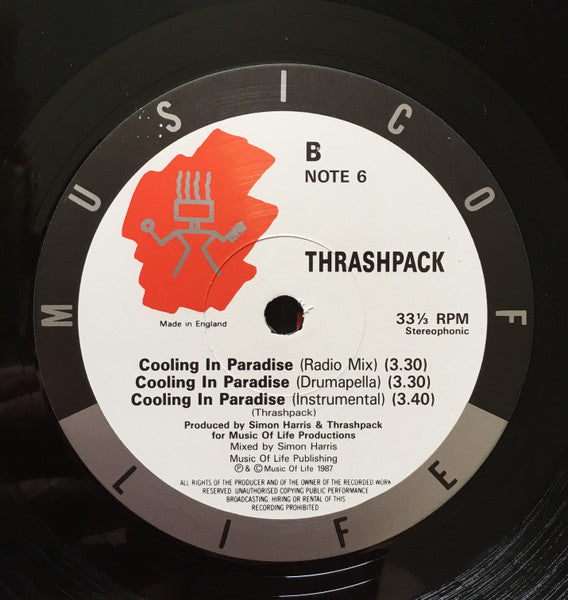 MUSIC OF LIFE
B
NOTE 6
THRASHPACK
Made in England
33⅓ RPM
Stereophonic
Cooling In Paradise (Radio Mix) (3.30)
Cooling In Paradise (Drumapella) (3.30)
Cooling In Paradise (Instrumental) (3.40)
(Thrashpack)
Produced by Simon Harris & Thrashpack
for Music Of Life Productions
Mixed by Simon Harris
Music Of Life Publishing
℗ & © Music Of Life 1987
ALL RIGHTS OF THE PRODUCER AND OF THE OWNER OF THE RECORDED WORK
RESERVED. UNAUTHORISED COPYING PUBLIC PERFORMANCE
BROADCASTING. HIRING OR RENTAL OF THIS
RECORDING PROHIBITED